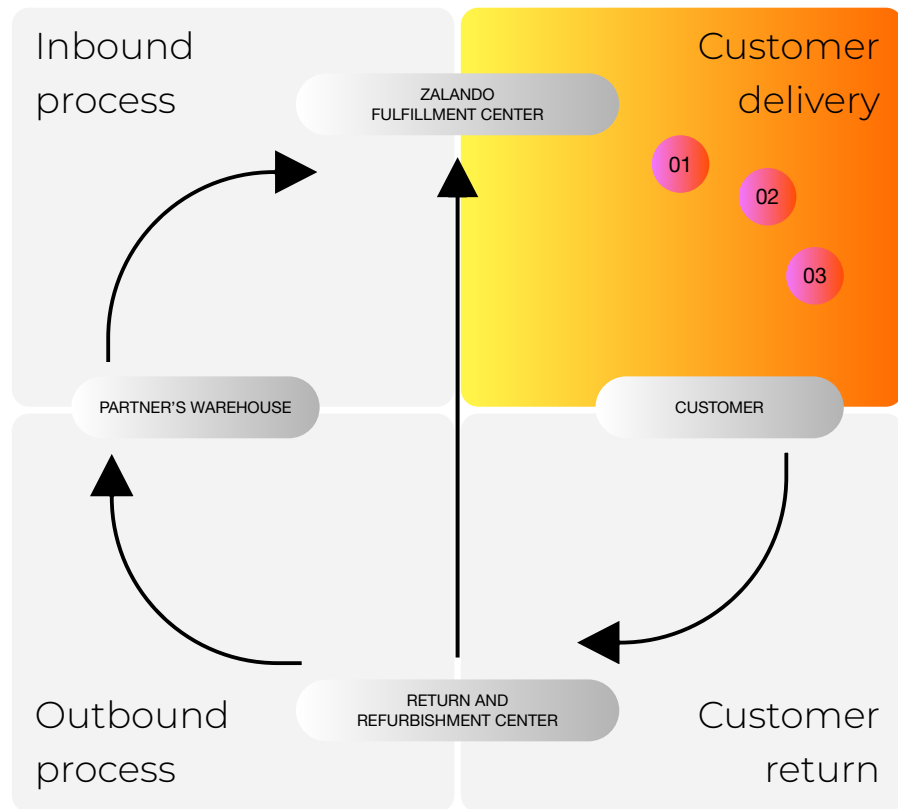 Inbound
process
Customer
delivery
ZALANDO
FULFILLMENT CENTER
01
02
03
PARTNER'S WAREHOUSE
CUSTOMER
RETURN AND
REFURBISHMENT CENTER
Outbound
process
Customer
return